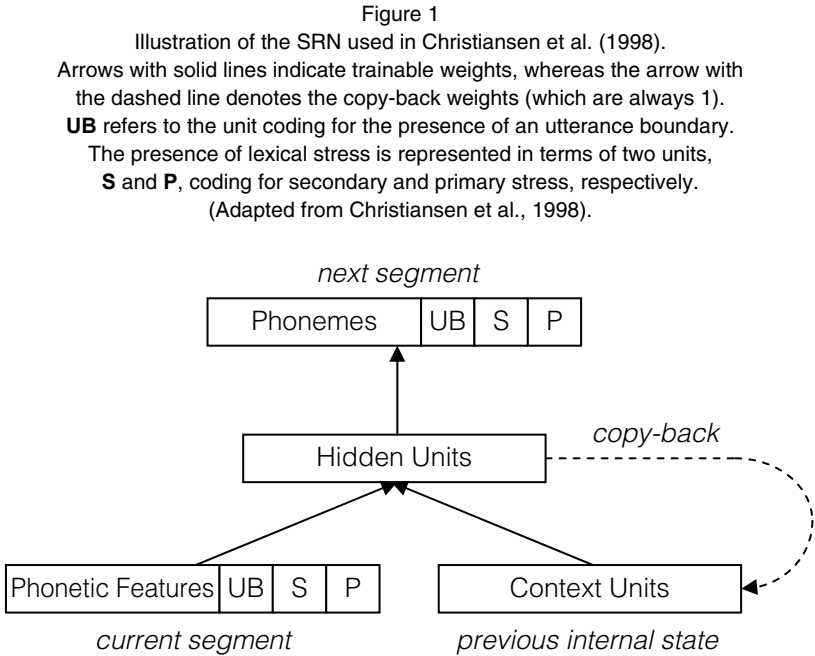 Figure 1
Illustration of the SRN used in Christiansen et al. (1998).
Arrows with solid lines indicate trainable weights, whereas the arrow with
the dashed line denotes the copy-back weights (which are always 1).
UB refers to the unit coding for the presence of an utterance boundary.
The presence of lexical stress is represented in terms of two units,
S and P, coding for secondary and primary stress, respectively.
(Adapted from Christiansen et al., 1998).
next segment
Phonemes UB S P
copy-back
Hidden Units
Phonetic Features UB S P
Context Units
current segment
previous internal state